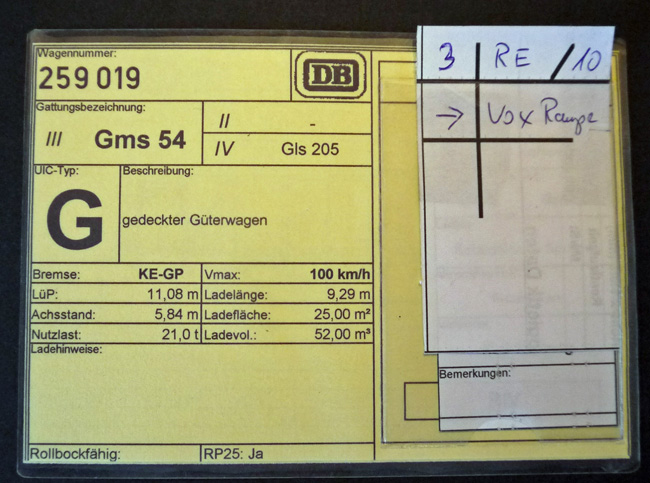 Wagennummer:
259 019
DB
Gattungsbezeichnung:
III Gms 54
II -
IV Gls 205
UIC-Typ:
G
Beschreibung:
gedeckter Güterwagen
Bremse: KE-GP Vmax: 100 km/h
LüP: 11,08 m Ladelänge: 9,29 m
Achsstand: 5,84 m Ladefläche: 25,00 m²
Nutzlast: 21,0 t Ladevol.: 52,00 m³
Ladehinweise:
Rollbockfähig: RP25: Ja
3 RE /10
→ Vox Rampe
Bemerkungen: